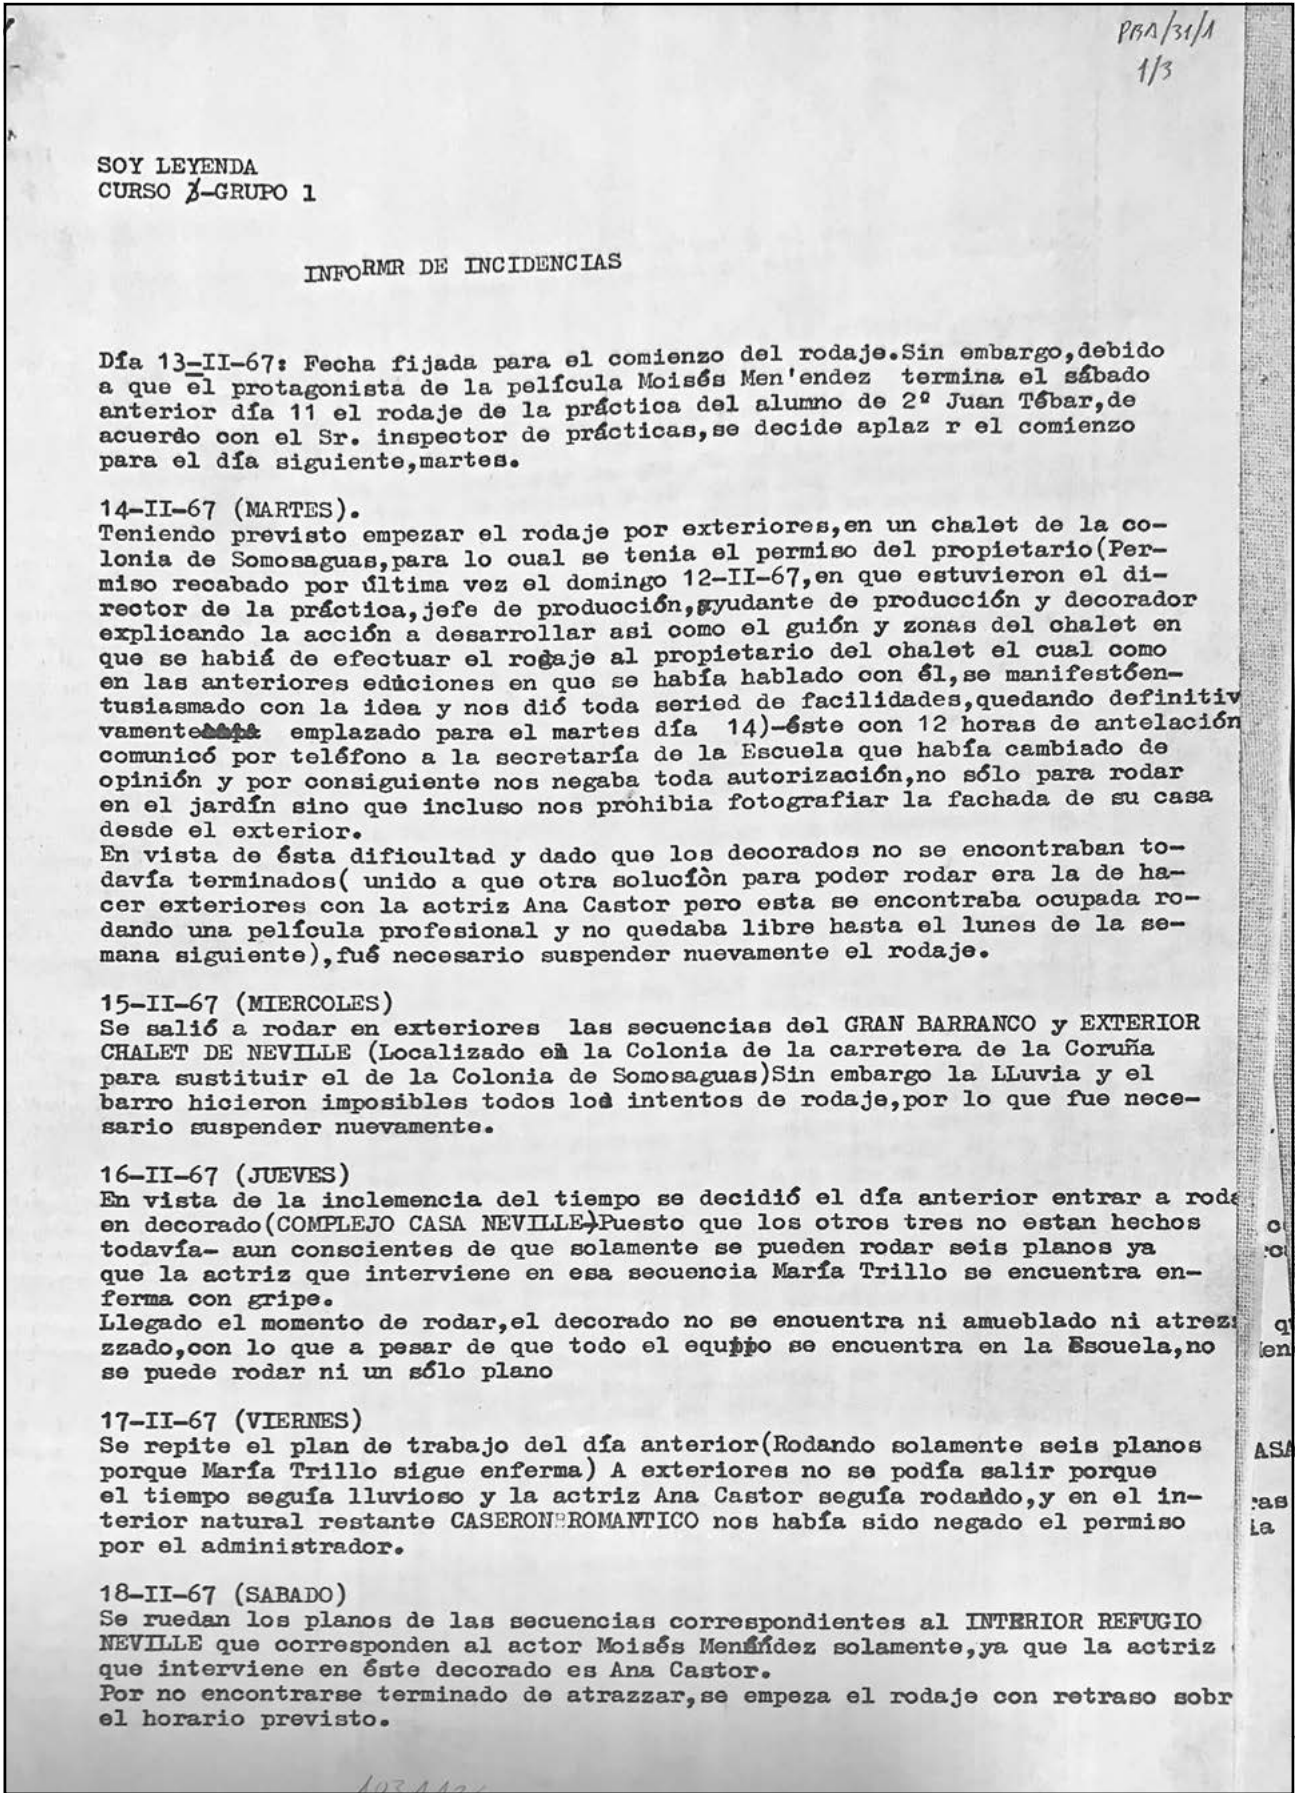 PBA/31/1
1/3
SOY LEYENDA
CURSO 3-GRUPO 1
INFORMR DE INCIDENCIAS
Día 13-II-67: Fecha fijada para el comienzo del rodaje.Sin embargo,debido
a que el protagonista de la película Moisés Men'endez termina el sábado
anterior día 11 el rodaje de la práctica del alumno de 2º Juan Tébar,de
acuerdo con el Sr. inspector de prácticas,se decide aplaz r el comienzo
para el día siguiente,martes.
14-II-67 (MARTES).
Teniendo previsto empezar el rodaje por exteriores,en un chalet de la co-
lonia de Somosaguas,para lo cual se tenia el permiso del propietario(Per-
miso recabado por última vez el domingo 12-II-67,en que estuvieron el di-
rector de la práctica,jefe de producción,ayudante de producción y decorador
explicando la acción a desarrollar asi como el guión y zonas del chalet en
que se habiá de efectuar el rodaje al propietario del chalet el cual como
en las anteriores ediciones en que se había hablado con él,se manifestóen-
tusiasmado con la idea y nos dió toda seried de facilidades,quedando definitiv
vamente emplazado para el martes día 14)-éste con 12 horas de antelación
comunicó por teléfono a la secretaría de la Escuela que había cambiado de
opinión y por consiguiente nos negaba toda autorización,no sólo para rodar
en el jardín sino que incluso nos prohibia fotografiar la fachada de su casa
desde el exterior.
En vista de ésta dificultad y dado que los decorados no se encontraban to-
davía terminados( unido a que otra solucíòn para poder rodar era la de ha-
cer exteriores con la actriz Ana Castor pero esta se encontraba ocupada ro-
dando una película profesional y no quedaba libre hasta el lunes de la se-
mana siguiente),fué necesario suspender nuevamente el rodaje.
15-II-67 (MIERCOLES)
Se salió a rodar en exteriores las secuencias del GRAN BARRANCO y EXTERIOR
CHALET DE NEVILLE (Localizado en la Colonia de la carretera de la Coruña
para sustituir el de la Colonia de Somosaguas)Sin embargo la LLuvia y el
barro hicieron imposibles todos los intentos de rodaje,por lo que fue nece-
sario suspender nuevamente.
16-II-67 (JUEVES)
En vista de la inclemencia del tiempo se decidió el día anterior entrar a roda
en decorado(COMPLEJO CASA NEVILLE)Puesto que los otros tres no estan hechos
todavía- aun conscientes de que solamente se pueden rodar seis planos ya
que la actriz que interviene en esa secuencia María Trillo se encuentra en-
ferma con gripe.
Llegado el momento de rodar,el decorado no se encuentra ni amueblado ni atrez
zzado,con lo que a pesar de que todo el equipo se encuentra en la Escuela,no
se puede rodar ni un sólo plano
17-II-67 (VIERNES)
Se repite el plan de trabajo del día anterior(Rodando solamente seis planos
porque María Trillo sigue enferma) A exteriores no se podía salir porque
el tiempo seguía lluvioso y la actriz Ana Castor seguía rodando,y en el in-
terior natural restante CASERON ROMANTICO nos había sido negado el permiso
por el administrador.
18-II-67 (SABADO)
Se ruedan los planos de las secuencias correspondientes al INTERIOR REFUGIO
NEVILLE que corresponden al actor Moisés Menéndez solamente,ya que la actriz
que interviene en éste decorado es Ana Castor.
Por no encontrarse terminado de atrazzar,se empeza el rodaje con retraso sobr
el horario previsto.